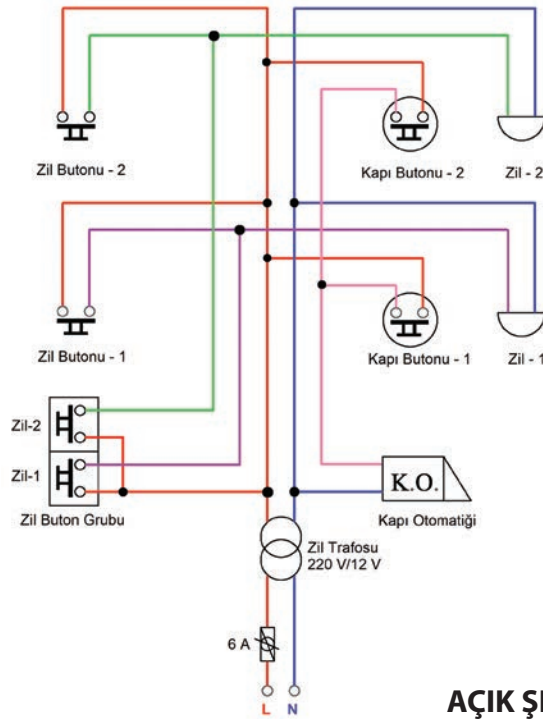 Zil Butonu - 2
Kapı Butonu - 2
Zil - 2
Zil Butonu - 1
Kapı Butonu - 1
Zil - 1
Zil-2
Zil-1
Zil Buton Grubu
K.O.
Kapı Otomatiği
Zil Trafosu
220 V/12 V
6 A
L
N
AÇIK Ş